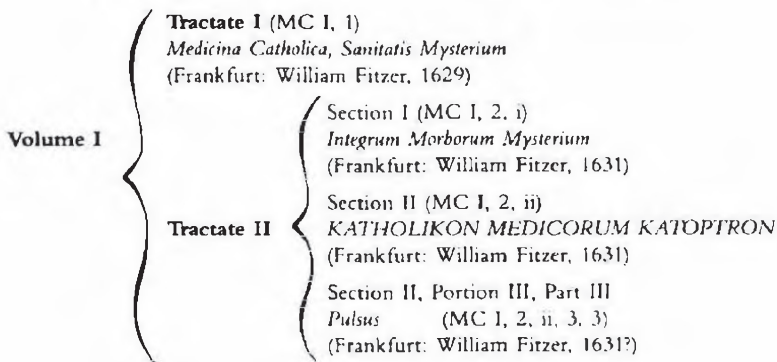 Tractate I (MC I, 1)
Medicina Catholica, Sanitatis Mysterium
(Frankfurt: William Fitzer, 1629)
Volume I
Tractate II
Section I (MC I, 2, i)
Integrum Morborum Mysterium
(Frankfurt: William Fitzer, 1631)
Section II (MC I, 2, ii)
KATHOLIKON MEDICORUM KATOPTRON
(Frankfurt: William Fitzer, 1631)
Section II, Portion III, Part III
Pulsus (MC I, 2, ii, 3, 3)
(Frankfurt: William Fitzer, 1631?)